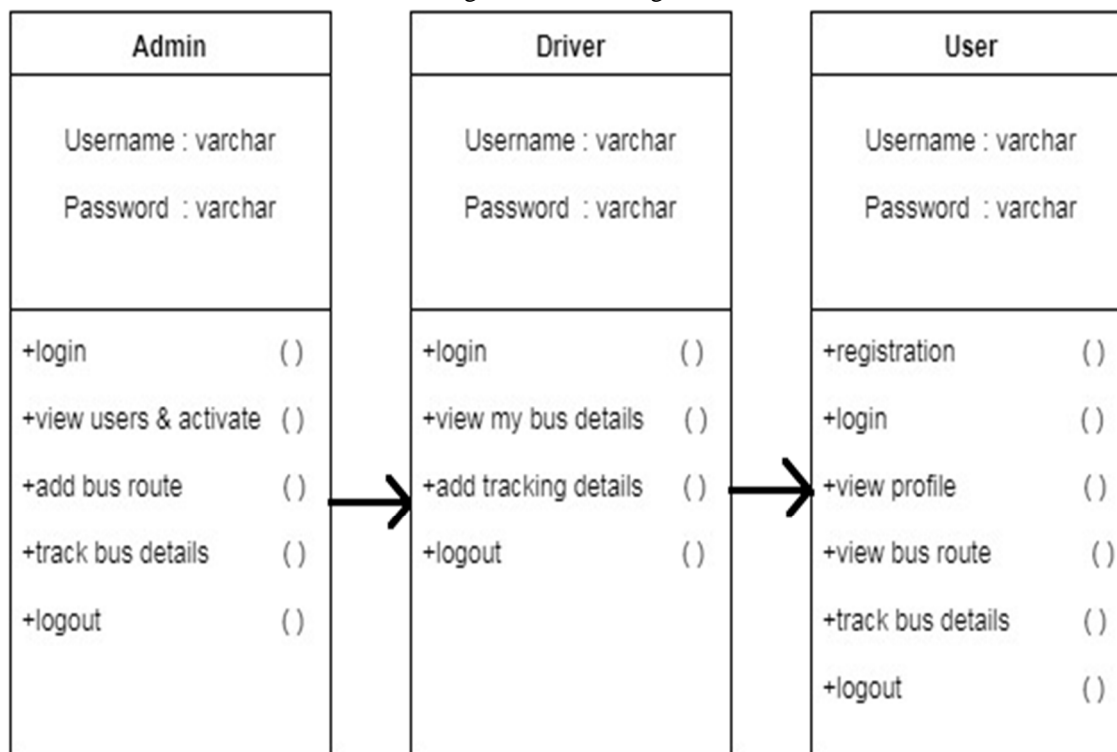 Admin
Username : varchar
Password : varchar
+login ( )
+view users & activate ( )
+add bus route ( )
+track bus details ( )
+logout ( )
Driver
Username : varchar
Password : varchar
+login ( )
+view my bus details ( )
+add tracking details ( )
+logout ( )
User
Username : varchar
Password : varchar
+registration ( )
+login ( )
+view profile ( )
+view bus route ( )
+track bus details ( )
+logout ( )